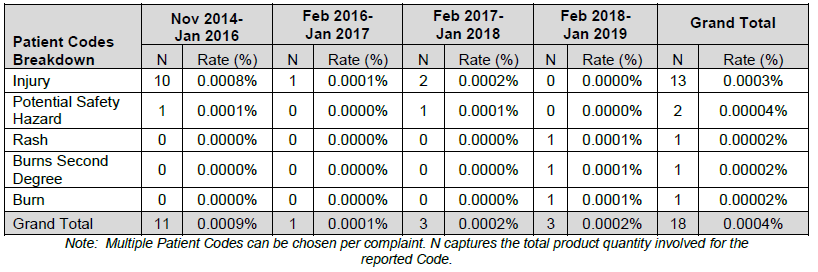 Patient Codes Breakdown | Nov 2014-Jan 2016 | Feb 2016-Jan 2017 | Feb 2017-Jan 2018 | Feb 2018-Jan 2019 | Grand Total
N Rate (%) N Rate (%) N Rate (%) N Rate (%) N Rate (%)
Injury 10 0.0008% 1 0.0001% 2 0.0002% 0 0.0000% 13 0.0003%
Potential Safety Hazard 1 0.0001% 0 0.0000% 1 0.0001% 0 0.0000% 2 0.00004%
Rash 0 0.0000% 0 0.0000% 0 0.0000% 1 0.0001% 1 0.00002%
Burns Second Degree 0 0.0000% 0 0.0000% 0 0.0000% 1 0.0001% 1 0.00002%
Burn 0 0.0000% 0 0.0000% 0 0.0000% 1 0.0001% 1 0.00002%
Grand Total 11 0.0009% 1 0.0001% 3 0.0002% 3 0.0002% 18 0.0004%
Note: Multiple Patient Codes can be chosen per complaint. N captures the total product quantity involved for the
reported Code.